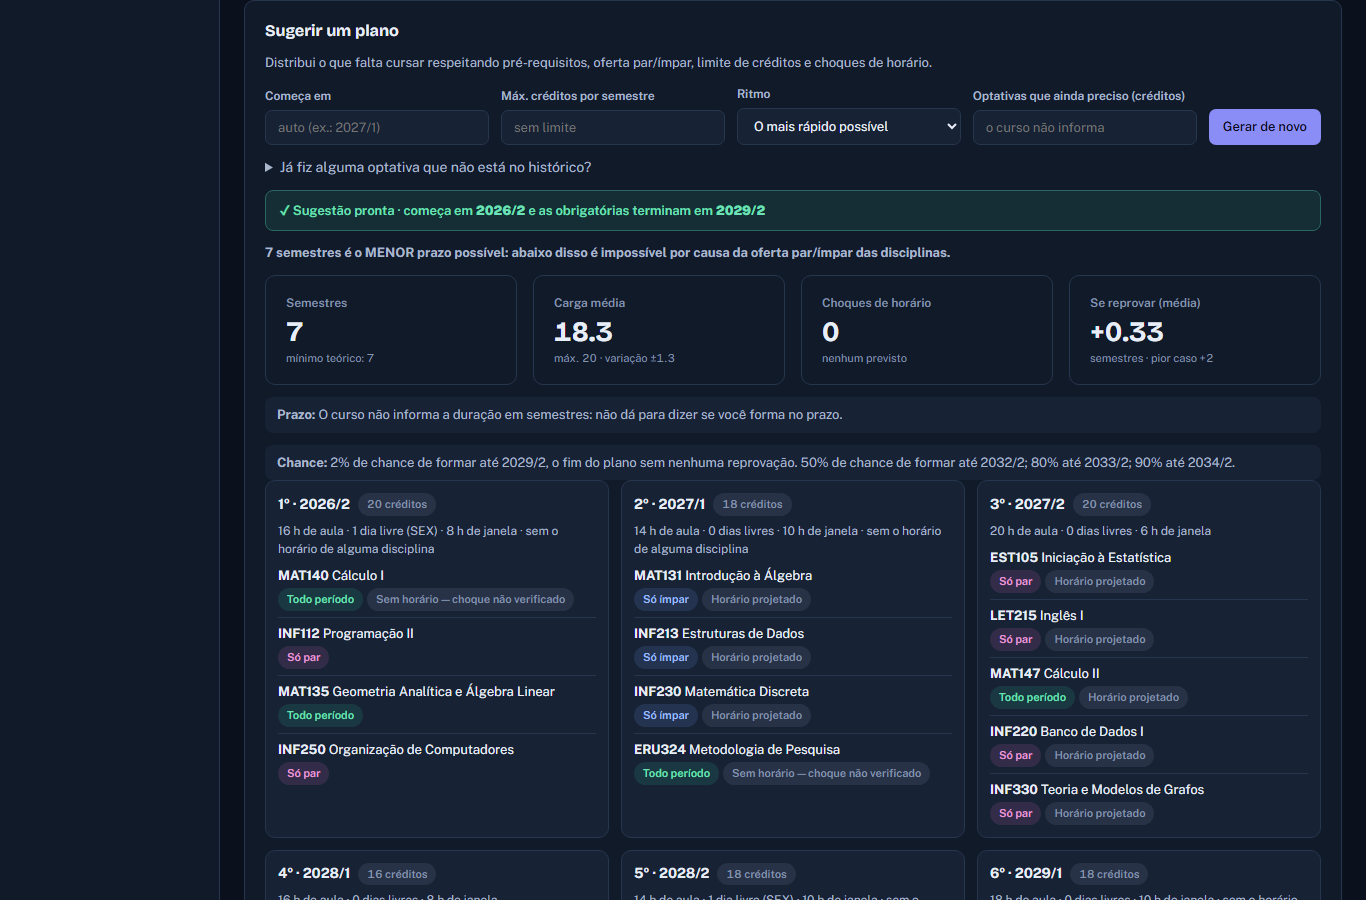 Sugerir um plano
Distribui o que falta cursar respeitando pré-requisitos, oferta par/ímpar, limite de créditos e choques de horário.
Começa em
auto (ex.: 2027/1)
Máx. créditos por semestre
sem limite
Ritmo
O mais rápido possível
Optativas que ainda preciso (créditos)
o curso não informa
Gerar de novo
▶ Já fiz alguma optativa que não está no histórico?
✓ Sugestão pronta · começa em 2026/2 e as obrigatórias terminam em 2029/2
7 semestres é o MENOR prazo possível: abaixo disso é impossível por causa da oferta par/ímpar das disciplinas.
Semestres
7
mínimo teórico: 7
Carga média
18.3
máx. 20 · variação ±1.3
Choques de horário
0
nenhum previsto
Se reprovar (média)
+0.33
semestres · pior caso +2
Prazo: O curso não informa a duração em semestres: não dá para dizer se você forma no prazo.
Chance: 2% de chance de formar até 2029/2, o fim do plano sem nenhuma reprovação. 50% de chance de formar até 2032/2; 80% até 2033/2; 90% até 2034/2.
1º · 2026/2 20 créditos
16 h de aula · 1 dia livre (SEX) · 8 h de janela · sem o
horário de alguma disciplina
MAT140 Cálculo I
Todo período Sem horário — choque não verificado
INF112 Programação II
Só par
MAT135 Geometria Analítica e Álgebra Linear
Todo período
INF250 Organização de Computadores
Só par
2º · 2027/1 18 créditos
14 h de aula · 0 dias livres · 10 h de janela · sem o horário
de alguma disciplina
MAT131 Introdução à Álgebra
Só ímpar Horário projetado
INF213 Estruturas de Dados
Só ímpar Horário projetado
INF230 Matemática Discreta
Só ímpar Horário projetado
ERU324 Metodologia de Pesquisa
Todo período Sem horário — choque não verificado
3º · 2027/2 20 créditos
20 h de aula · 0 dias livres · 6 h de janela
EST105 Iniciação à Estatística
Só par Horário projetado
LET215 Inglês I
Só par Horário projetado
MAT147 Cálculo II
Todo período Horário projetado
INF220 Banco de Dados I
Só par Horário projetado
INF330 Teoria e Modelos de Grafos
Só par Horário projetado
4º · 2028/1 16 créditos
5º · 2028/2 18 créditos
6º · 2029/1 18 créditos